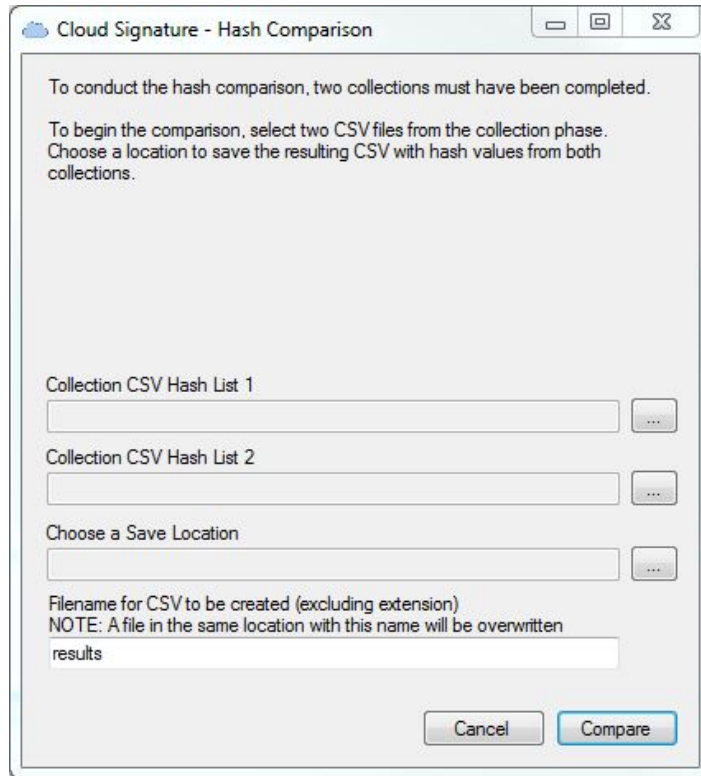 Cloud Signature - Hash Comparison
To conduct the hash comparison, two collections must have been completed.
To begin the comparison, select two CSV files from the collection phase.
Choose a location to save the resulting CSV with hash values from both
collections.
Collection CSV Hash List 1
...
Collection CSV Hash List 2
...
Choose a Save Location
...
Filename for CSV to be created (excluding extension)
NOTE: A file in the same location with this name will be overwritten
results
Cancel Compare